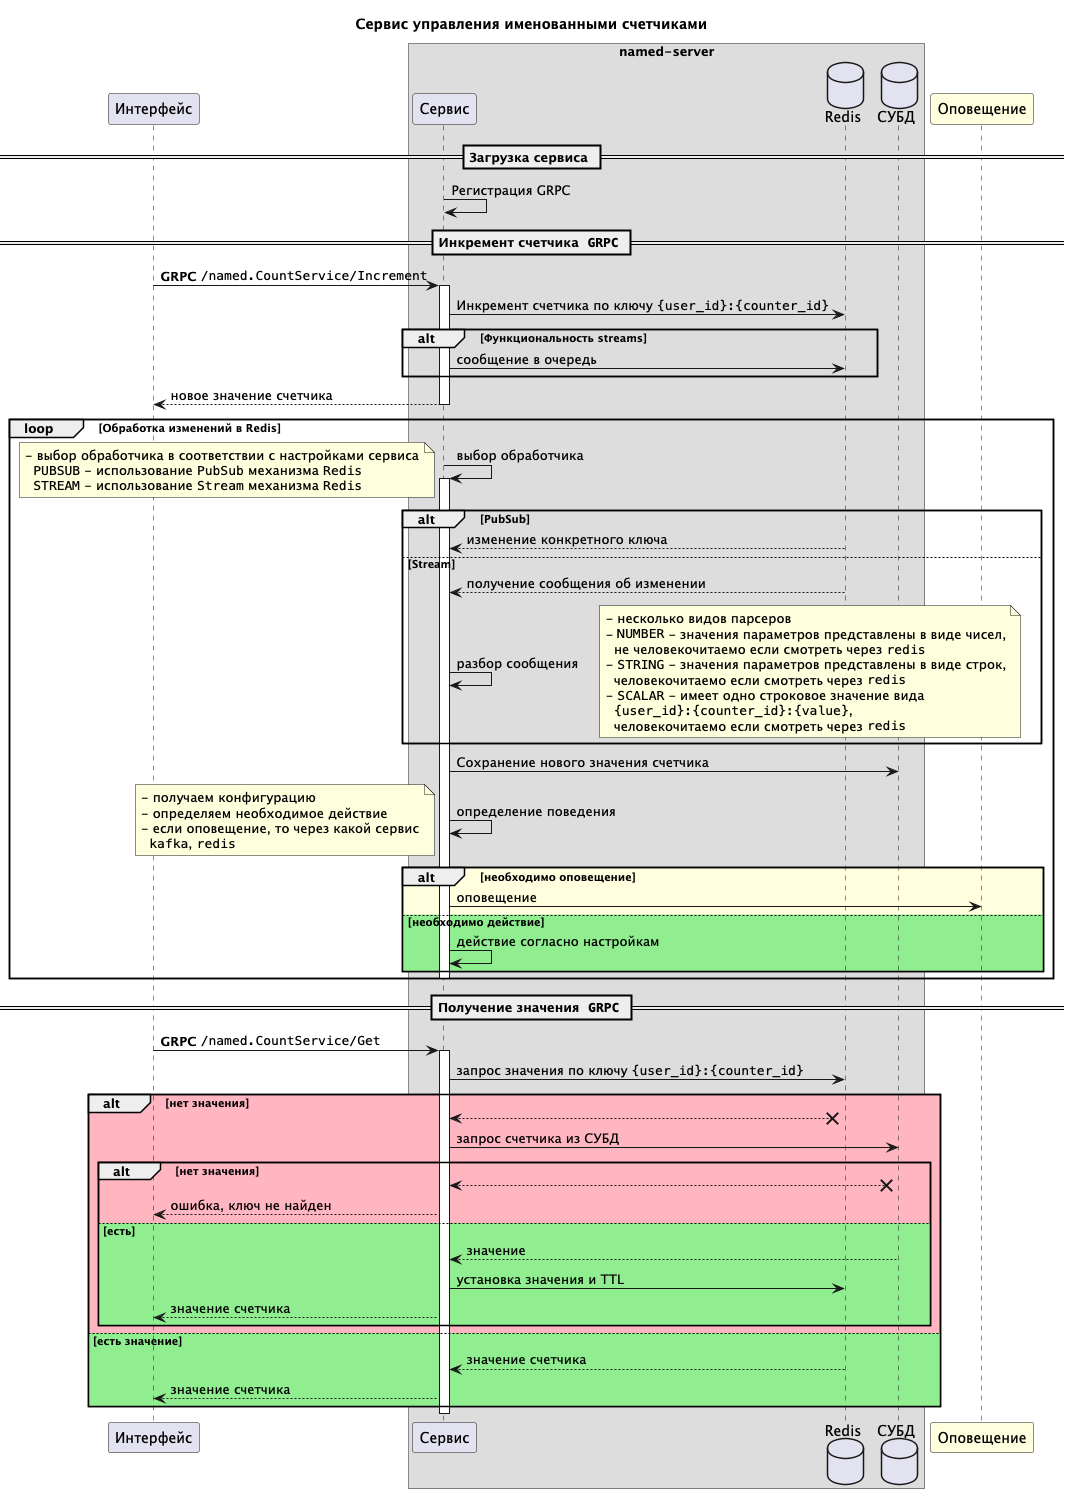 Сервис управления именованными счетчиками
named-server
Интерфейс
Сервис
Redis
СУБД
Оповещение
Загрузка сервиса
Регистрация GRPC
Инкремент счетчика GRPC
GRPC /named.CountService/Increment
Инкремент счетчика по ключу {user_id}:{counter_id}
alt
[Функциональность streams]
сообщение в очередь
новое значение счетчика
loop
[Обработка изменений в Redis]
- выбор обработчика в соответствии с настройками сервиса
PUBSUB - использование PubSub механизма Redis
STREAM - использование Stream механизма Redis
выбор обработчика
alt
[PubSub]
изменение конкретного ключа
[Stream]
получение сообщения об изменении
- несколько видов парсеров
- NUMBER - значения параметров представлены в виде чисел,
не человекочитаемо если смотреть через redis
- STRING - значения параметров представлены в виде строк,
человекочитаемо если смотреть через redis
- SCALAR - имеет одно строковое значение вида
{user_id}:{counter_id}:{value},
человекочитаемо если смотреть через redis
разбор сообщения
Сохранение нового значения счетчика
- получаем конфигурацию
- определяем необходимое действие
- если оповещение, то через какой сервис
kafka, redis
определение поведения
alt
[необходимо оповещение]
оповещение
[необходимо действие]
действие согласно настройкам
Получение значения GRPC
GRPC /named.CountService/Get
запрос значения по ключу {user_id}:{counter_id}
alt
[нет значения]
запрос счетчика из СУБД
alt
[нет значения]
ошибка, ключ не найден
[есть]
значение
установка значения и TTL
значение счетчика
[есть значение]
значение счетчика
значение счетчика
Интерфейс
Сервис
Redis
СУБД
Оповещение